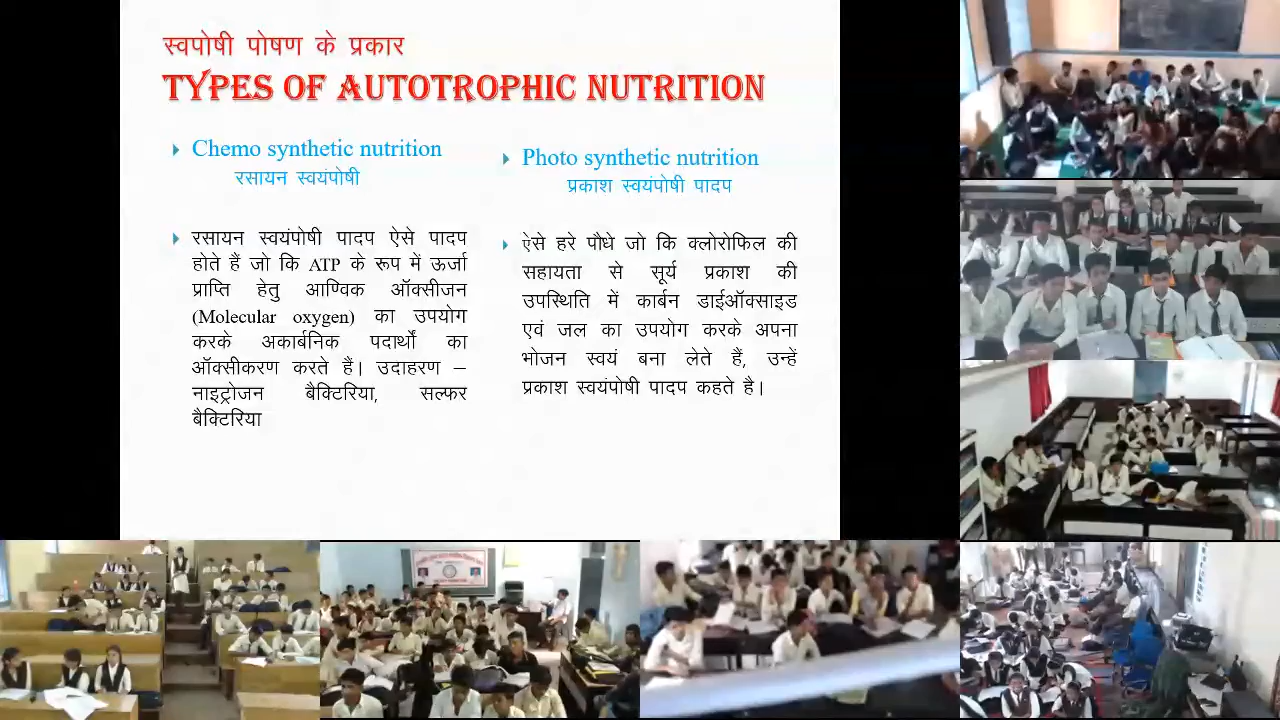 स्वपोषी पोषण के प्रकार
TYPES OF AUTOTROPHIC NUTRITION
Chemo synthetic nutrition
रसायन स्वयंपोषी
रसायन स्वयंपोषी पादप ऐसे पादप
होते हैं जो कि ATP के रूप में ऊर्जा
प्राप्ति हेतु आण्विक ऑक्सीजन
(Molecular oxygen) का उपयोग
करके अकार्बनिक पदार्थों का
ऑक्सीकरण करते हैं। उदाहरण –
नाइट्रोजन बैक्टिरिया, सल्फर
बैक्टिरिया
Photo synthetic nutrition
प्रकाश स्वयंपोषी पादप
ऐसे हरे पौधे जो कि क्लोरोफिल की
सहायता से सूर्य प्रकाश की
उपस्थिति में कार्बन डाईऑक्साइड
एवं जल का उपयोग करके अपना
भोजन स्वयं बना लेते हैं, उन्हें
प्रकाश स्वयंपोषी पादप कहते है।